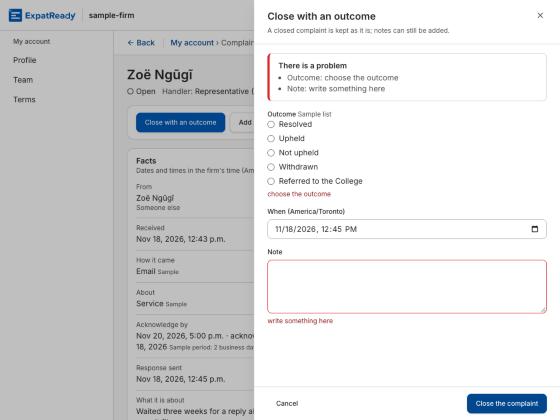 ExpatReady
sample-firm
My account
Profile
Team
Terms
← Back
My account › Complain
Zoë Ngũgĩ
Open Handler: Representative (
Close with an outcome
Add
Facts
Dates and times in the firm's time (Am
From
Zoë Ngũgĩ
Someone else
Received
Nov 18, 2026, 12:43 p.m.
How it came
Email Sample
About
Service Sample
Acknowledge by
Nov 20, 2026, 5:00 p.m. · acknov
18, 2026 Sample period: 2 business da
Response sent
Nov 18, 2026, 12:45 p.m.
What it is about
Waited three weeks for a reply a
Close with an outcome
A closed complaint is kept as it is; notes can still be added.
There is a problem
• Outcome: choose the outcome
• Note: write something here
Outcome Sample list
Resolved
Upheld
Not upheld
Withdrawn
Referred to the College
choose the outcome
When (America/Toronto)
11/18/2026, 12:45 PM
Note
write something here
Cancel
Close the complaint